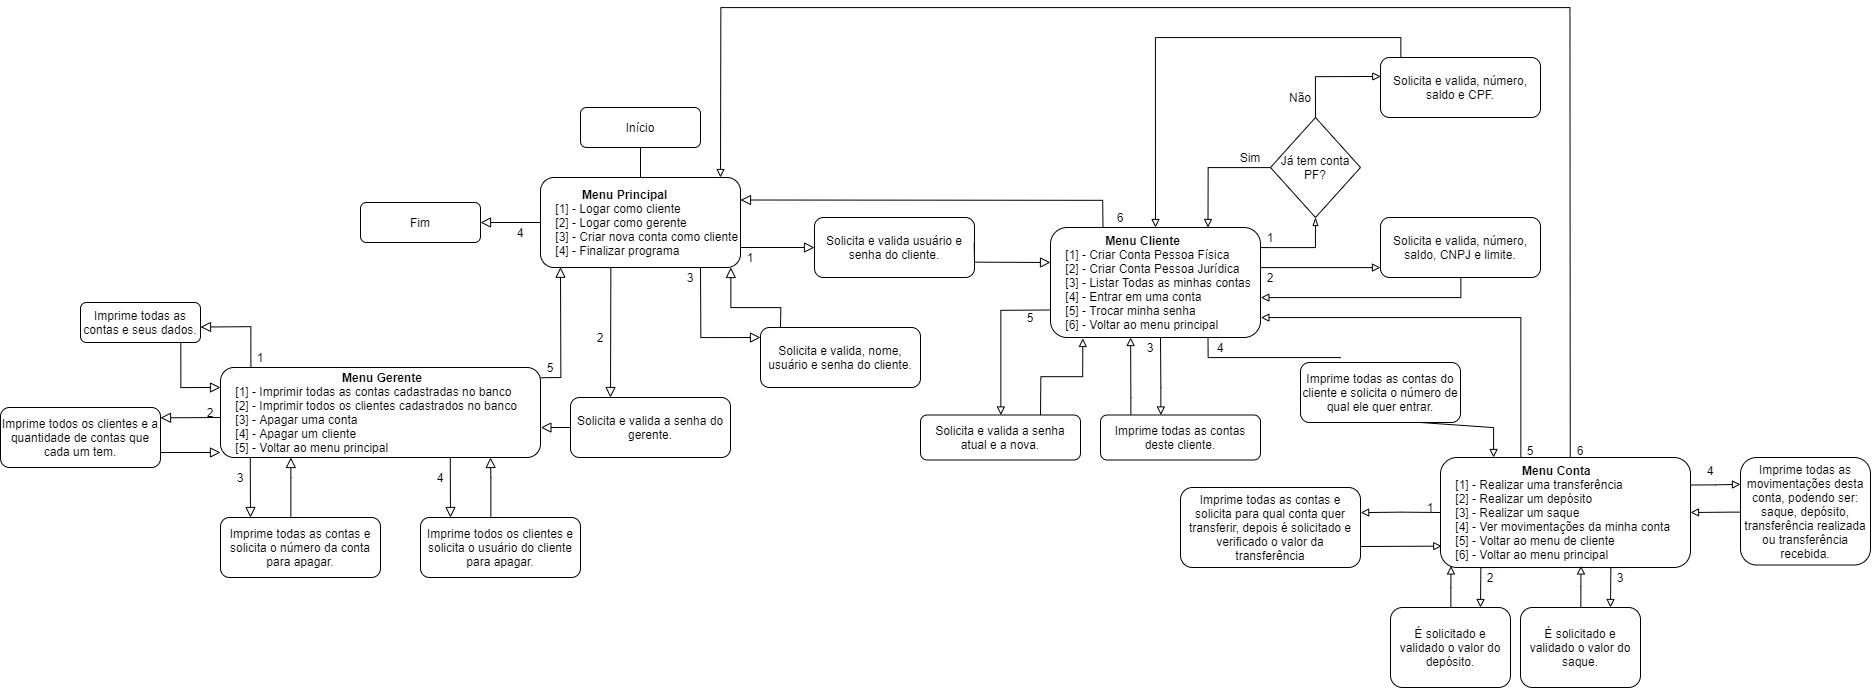 Início
Menu Principal
[1] - Logar como cliente
[2] - Logar como gerente
[3] - Criar nova conta como cliente
[4] - Finalizar programa
Fim
4
1
3
2
5
Solicita e valida usuário e
senha do cliente.
Solicita e valida, nome,
usuário e senha do cliente.
Solicita e valida a senha do
gerente.
Imprime todas as
contas e seus dados.
1
Menu Gerente
[1] - Imprimir todas as contas cadastradas no banco
[2] - Imprimir todos os clientes cadastrados no banco
[3] - Apagar uma conta
[4] - Apagar um cliente
[5] - Voltar ao menu principal
2
Imprime todos os clientes e a
quantidade de contas que
cada um tem.
3
4
Imprime todas as contas e
solicita o número da conta
para apagar.
Imprime todos os clientes e
solicita o usuário do cliente
para apagar.
Solicita e valida, número,
saldo e CPF.
Não
Sim
Já tem conta
PF?
6
1
Menu Cliente
[1] - Criar Conta Pessoa Física
[2] - Criar Conta Pessoa Jurídica
[3] - Listar Todas as minhas contas
[4] - Entrar em uma conta
[5] - Trocar minha senha
[6] - Voltar ao menu principal
2
Solicita e valida, número,
saldo, CNPJ e limite.
5
3
4
Solicita e valida a senha
atual e a nova.
Imprime todas as contas
deste cliente.
Imprime todas as contas do
cliente e solicita o número de
qual ele quer entrar.
5
6
Menu Conta
[1] - Realizar uma transferência
[2] - Realizar um depósito
[3] - Realizar um saque
[4] - Ver movimentações da minha conta
[5] - Voltar ao menu de cliente
[6] - Voltar ao menu principal
4
Imprime todas as
movimentações desta
conta, podendo ser:
saque, depósito,
transferência realizada
ou transferência
recebida.
1
Imprime todas as contas e
solicita para qual conta quer
transferir, depois é solicitado e
verificado o valor da
transferência
2
3
É solicitado e
validado o valor do
depósito.
É solicitado e
validado o valor do
saque.